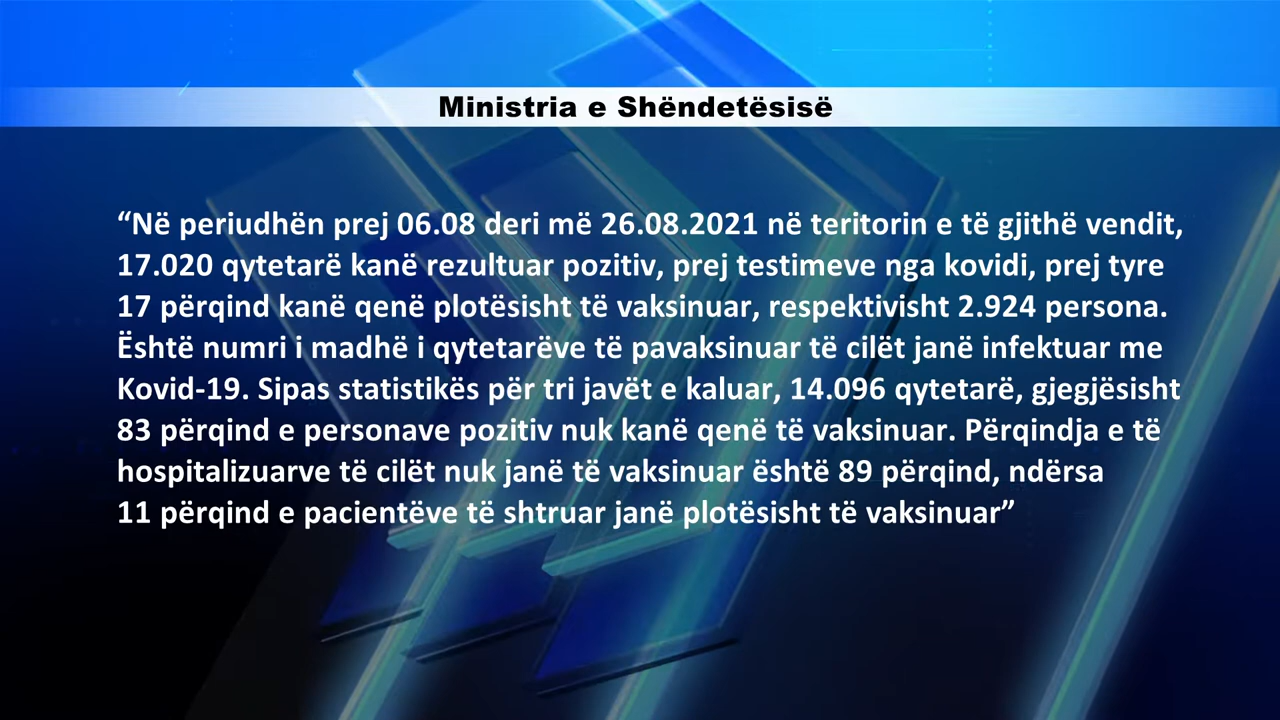 Ministria e Shëndetësisë
“Në periudhën prej 06.08 deri më 26.08.2021 në teritorin e të gjithë vendit,
17.020 qytetarë kanë rezultuar pozitiv, prej testimeve nga kovidi, prej tyre
17 përqind kanë qenë plotësisht të vaksinuar, respektivisht 2.924 persona.
Është numri i madhë i qytetarëve të pavaksinuar të cilët janë infektuar me
Kovid-19. Sipas statistikës për tri javët e kaluar, 14.096 qytetarë, gjegjësisht
83 përqind e personave pozitiv nuk kanë qenë të vaksinuar. Përqindja e të
hospitalizuarve të cilët nuk janë të vaksinuar është 89 përqind, ndërsa
11 përqind e pacientëve të shtruar janë plotësisht të vaksinuar”